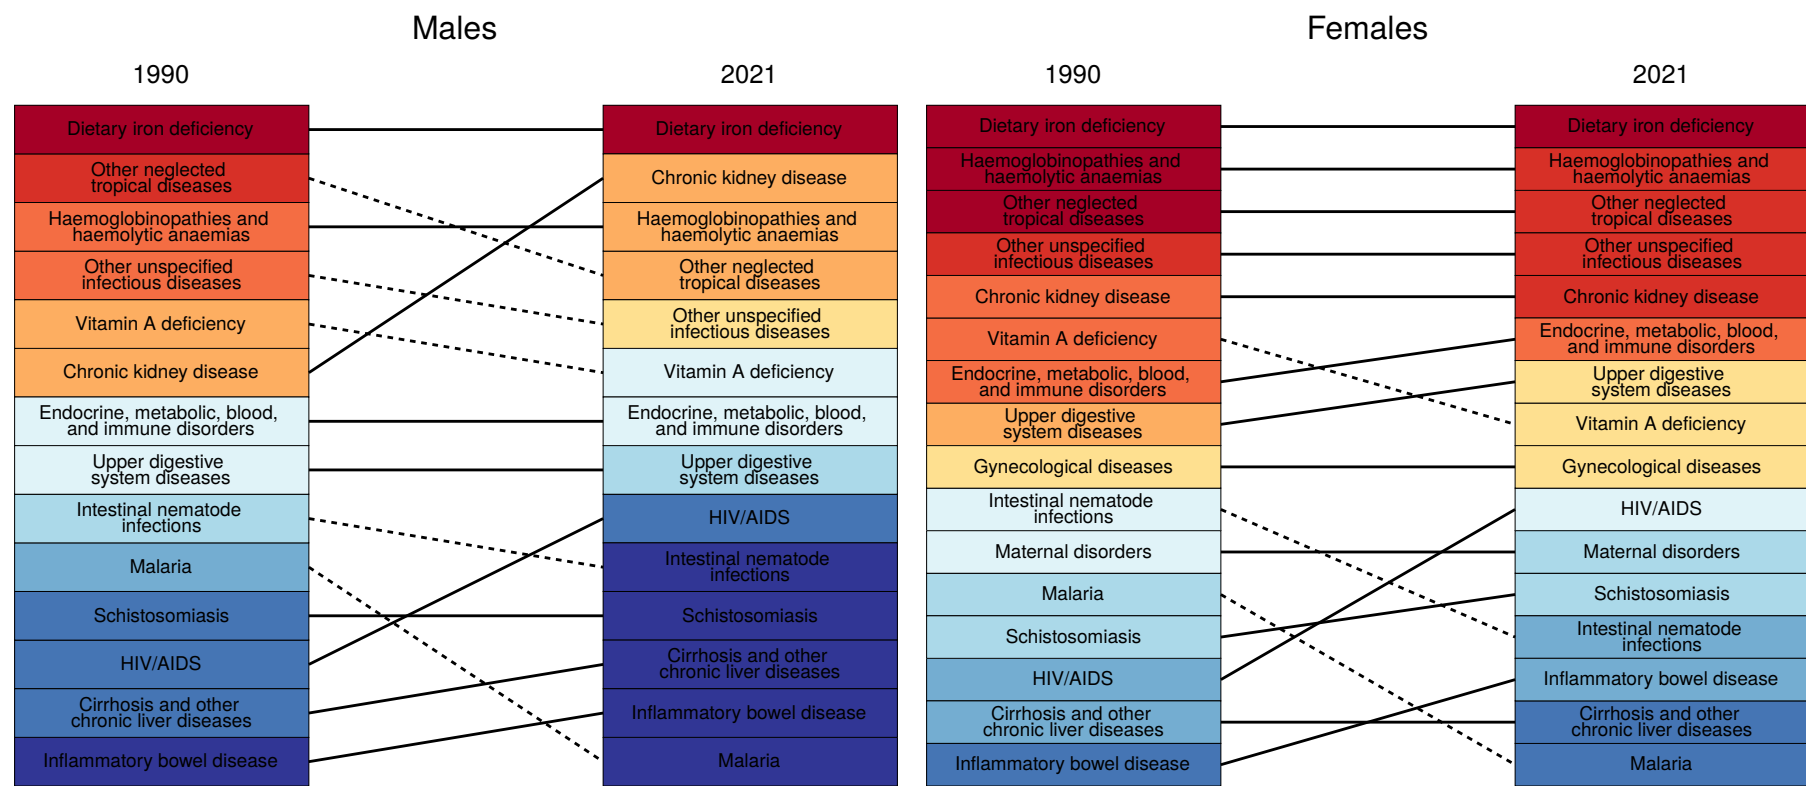 Males
1990
2021
Dietary iron deficiency
Other neglected
tropical diseases
Haemoglobinopathies and
haemolytic anaemias
Other unspecified
infectious diseases
Vitamin A deficiency
Chronic kidney disease
Endocrine, metabolic, blood,
and immune disorders
Upper digestive
system diseases
Intestinal nematode
infections
Malaria
Schistosomiasis
HIV/AIDS
Cirrhosis and other
chronic liver diseases
Inflammatory bowel disease
Dietary iron deficiency
Chronic kidney disease
Haemoglobinopathies and
haemolytic anaemias
Other neglected
tropical diseases
Other unspecified
infectious diseases
Vitamin A deficiency
Endocrine, metabolic, blood,
and immune disorders
Upper digestive
system diseases
HIV/AIDS
Intestinal nematode
infections
Schistosomiasis
Cirrhosis and other
chronic liver diseases
Inflammatory bowel disease
Malaria
Females
1990
2021
Dietary iron deficiency
Haemoglobinopathies and
haemolytic anaemias
Other neglected
tropical diseases
Other unspecified
infectious diseases
Chronic kidney disease
Vitamin A deficiency
Endocrine, metabolic, blood,
and immune disorders
Upper digestive
system diseases
Gynecological diseases
Intestinal nematode
infections
Maternal disorders
Malaria
Schistosomiasis
HIV/AIDS
Cirrhosis and other
chronic liver diseases
Inflammatory bowel disease
Dietary iron deficiency
Haemoglobinopathies and
haemolytic anaemias
Other neglected
tropical diseases
Other unspecified
infectious diseases
Chronic kidney disease
Endocrine, metabolic, blood,
and immune disorders
Upper digestive
system diseases
Vitamin A deficiency
Gynecological diseases
HIV/AIDS
Maternal disorders
Schistosomiasis
Intestinal nematode
infections
Inflammatory bowel disease
Cirrhosis and other
chronic liver diseases
Malaria